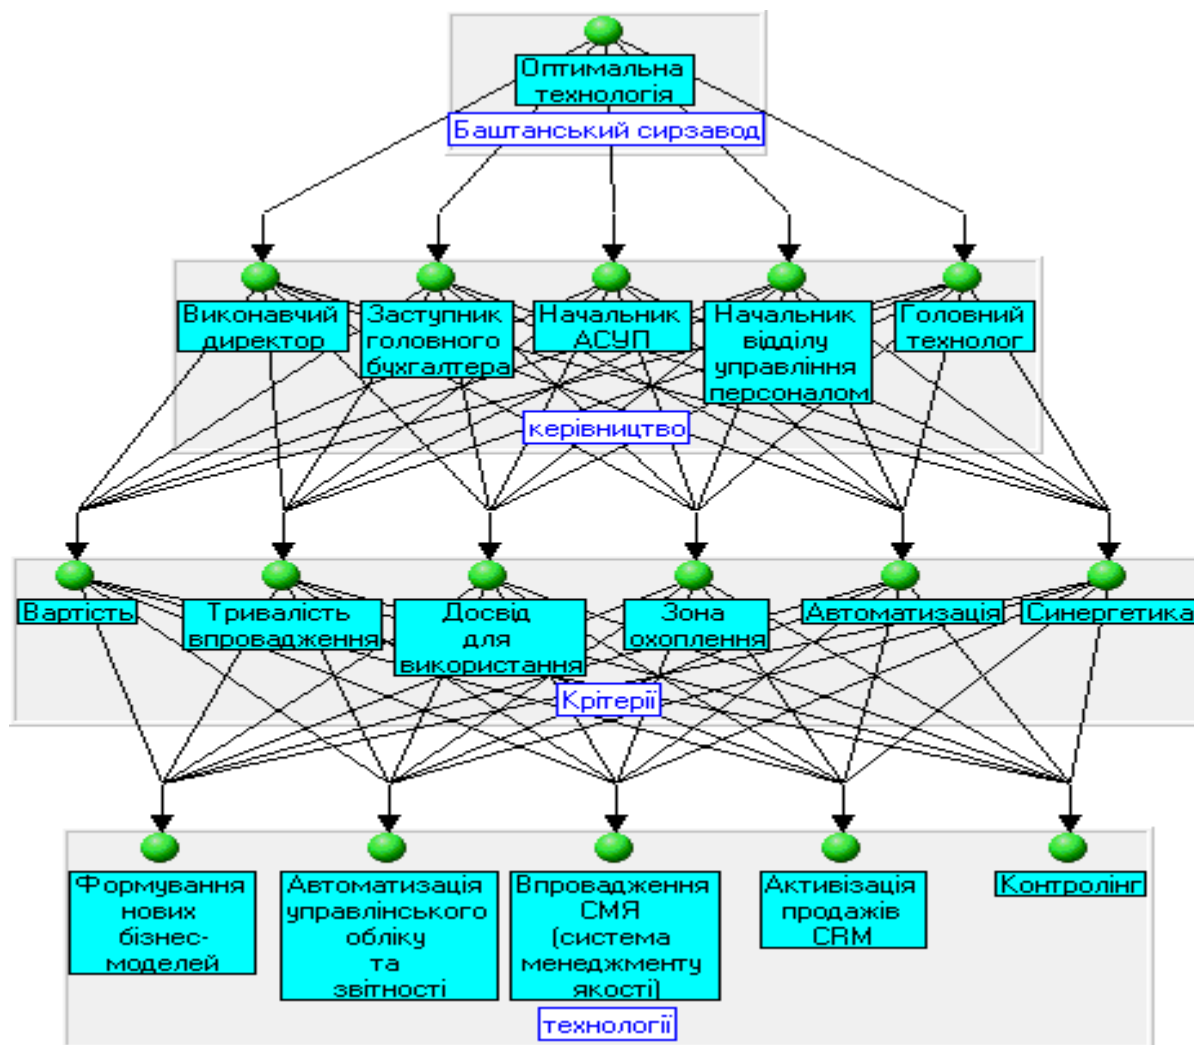 Оптимальна
технологія
Баштанський сирзавод
Виконавчий
директор
Заступник
головного
бухгалтера
Начальник
АСУП
Начальник
відділу
управління
персоналом
Головний
технолог
керівництво
Вартість
Тривалість
впровадження
Досвід
для
використання
Зона
охоплення
Автоматизація
Синергетика
Крітерії
Формування
нових
бізнес-
моделей
Автоматизація
управлінського
обліку
та
звітності
Впровадження
СМЯ
(система
менеджменту
якості)
Активізація
продажів
CRM
Контролінг
технології